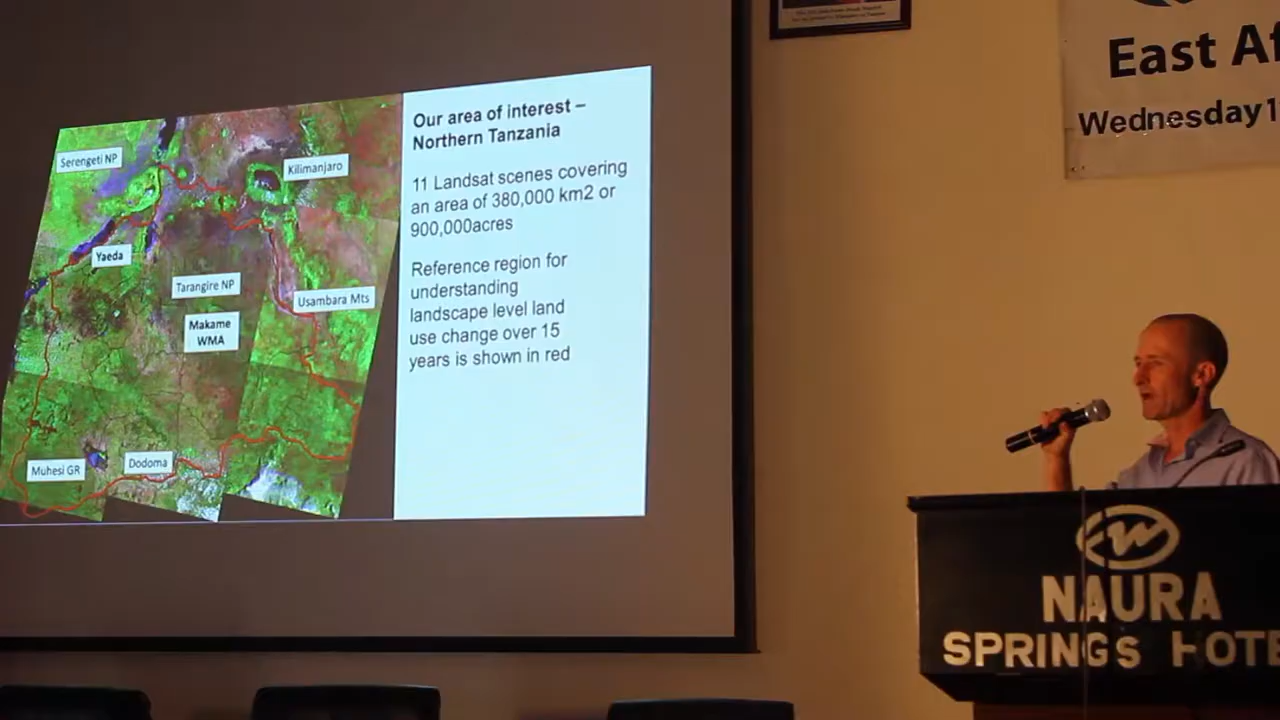 East Af
Wednesday1
Our area of interest –
Northern Tanzania
11 Landsat scenes covering
an area of 380,000 km2 or
900,000acres
Reference region for
understanding
landscape level land
use change over 15
years is shown in red
Serengeti NP
Kilimanjaro
Yaeda
Tarangire NP
Usambara Mts
Makame
WMA
Muhesi GR
Dodoma
NAURA
SPRINGS HOTE